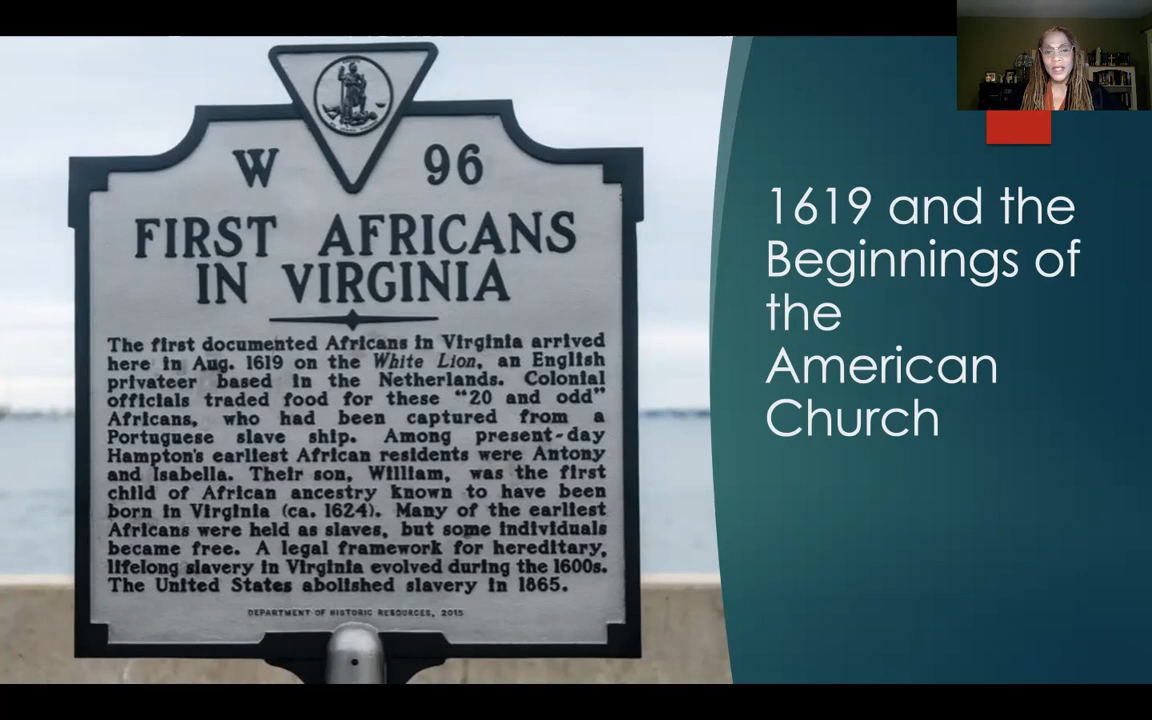 W 96
FIRST AFRICANS
IN VIRGINIA
The first documented Africans in Virginia arrived
here in Aug. 1619 on the White Lion, an English
privateer based in the Netherlands. Colonial
officials traded food for these “20 and odd”
Africans, who had been captured from a
Portuguese slave ship. Among present-day
Hampton's earliest African residents were Antony
and Isabella. Their son, William, was the first
child of African ancestry known to have been
born in Virginia (ca. 1624). Many of the earliest
Africans were held as slaves, but some individuals
became free. A legal framework for hereditary,
lifelong slavery in Virginia evolved during the 1600s.
The United States abolished slavery in 1865.
DEPARTMENT OF HISTORIC RESOURCES, 2015
1619 and the
Beginnings of
the
American
Church